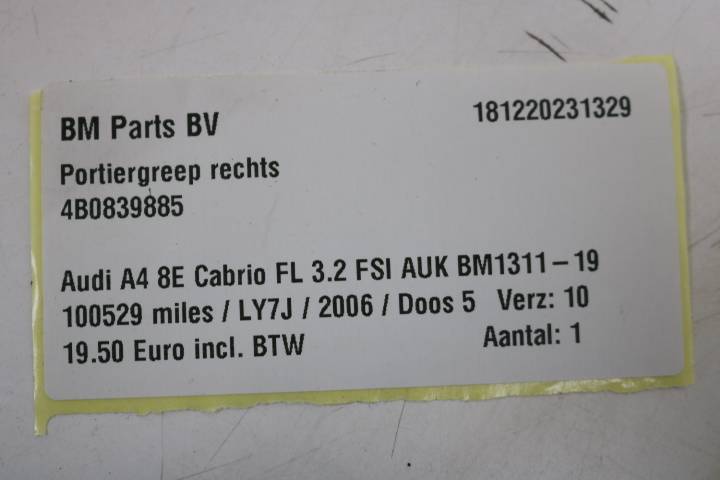 BM Parts BV 181220231329
Portiergreep rechts
4B0839885
Audi A4 8E Cabrio FL 3.2 FSI AUK BM1311-19
100529 miles / LY7J / 2006 / Doos 5 Verz: 10
19.50 Euro incl. BTW Aantal: 1